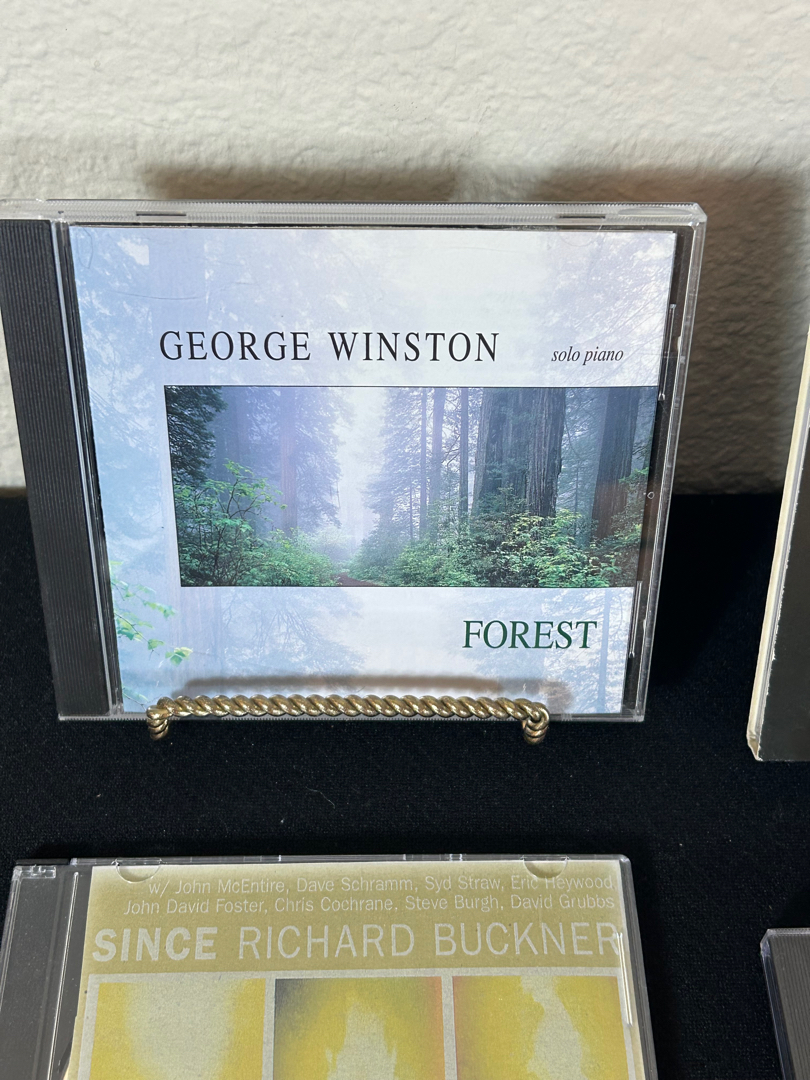 GEORGE WINSTON
solo piano
FOREST
w/ John McEntire, Dave Schramm, Syd Straw, Eric Heywood,
John David Foster, Chris Cochrane, Steve Burgh, David Grubbs
SINCE RICHARD BUCKNER